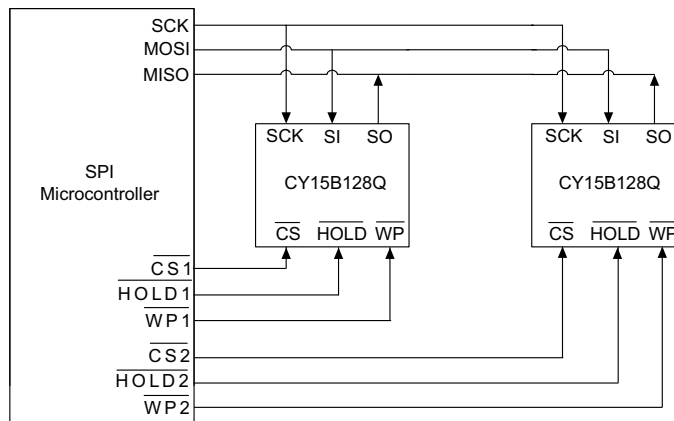 SCK
MOSI
MISO
SPI
Microcontroller
CS1
HOLD1
WP1
CS2
HOLD2
WP2
SCK SI SO
CY15B128Q
CS HOLD WP
SCK SI SO
CY15B128Q
CS HOLD WP